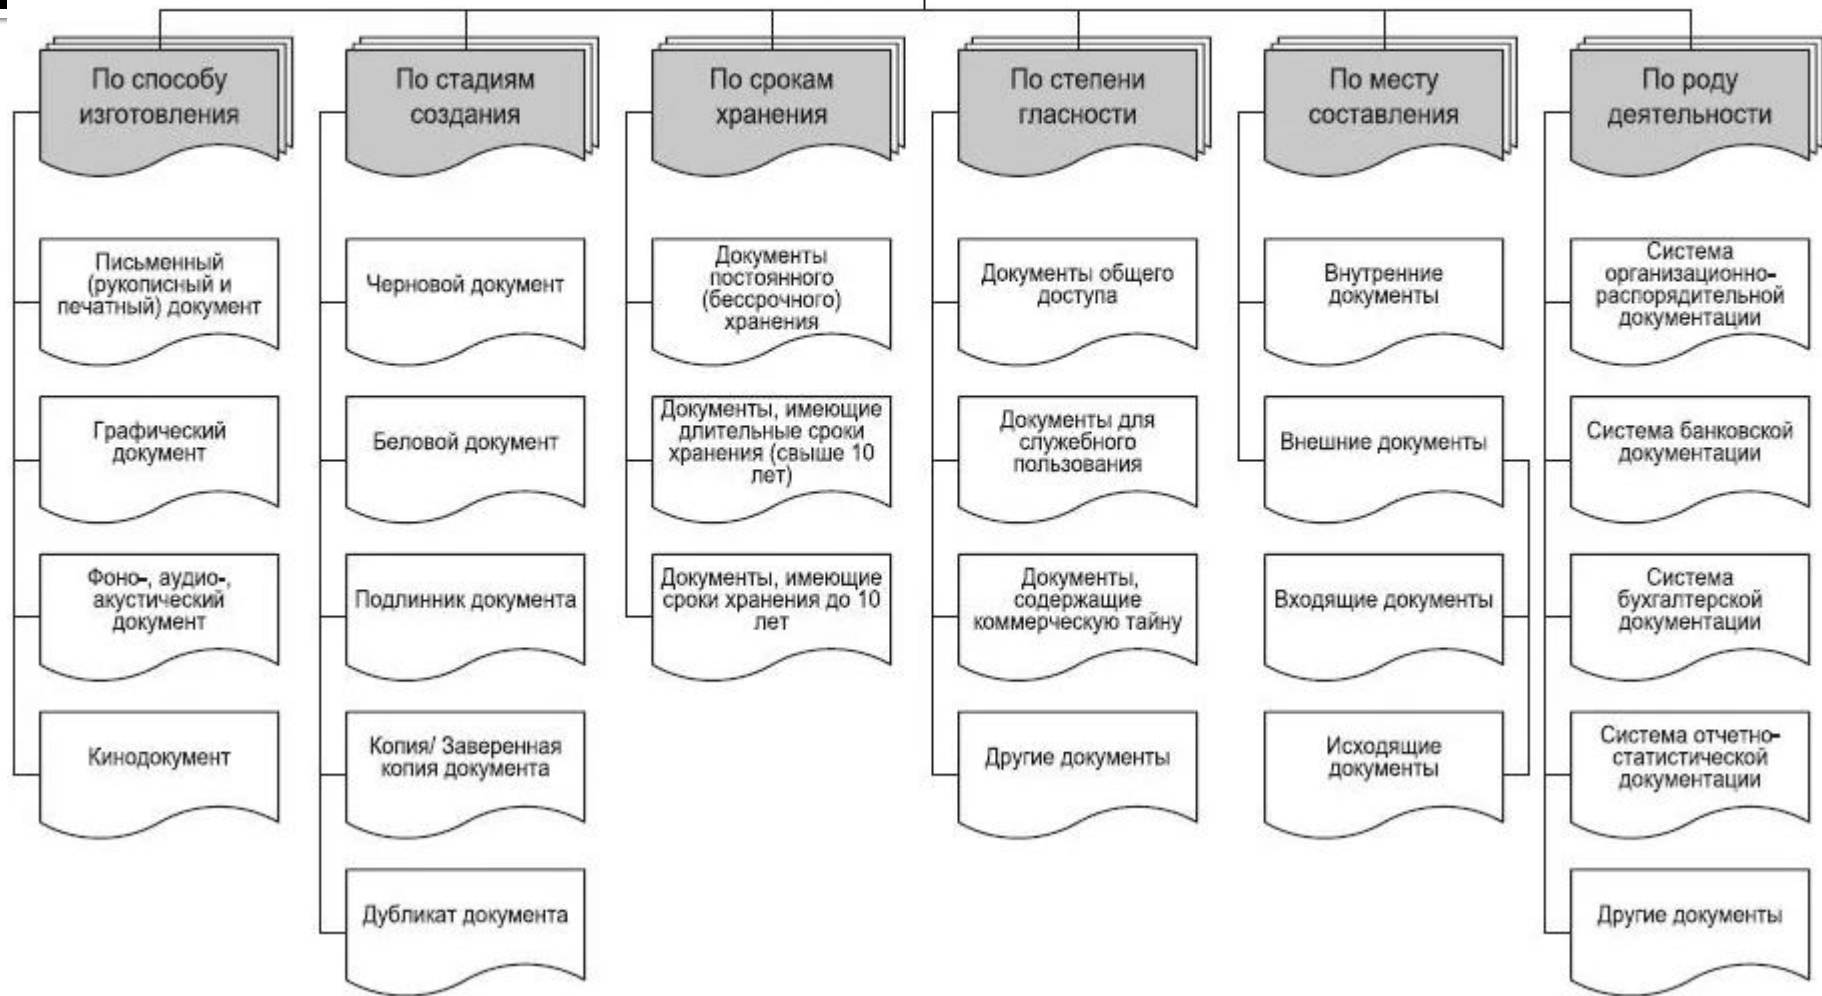 По способу
изготовления
Письменный
(рукописный и
печатный) документ
Графический
документ
Фоно-, аудио-,
акустический
документ
Кинодокумент
По стадиям
создания
Черновой документ
Беловой документ
Подлинник документа
Копия/ Заверенная
копия документа
Дубликат документа
По срокам
хранения
Документы
постоянного
(бессрочного)
хранения
Документы, имеющие
длительные сроки
хранения (свыше 10
лет)
Документы, имеющие
сроки хранения до 10
лет
По степени
гласности
Документы общего
доступа
Документы для
служебного
пользования
Документы,
содержащие
коммерческую тайну
Другие документы
По месту
составления
Внутренние
документы
Внешние документы
Входящие документы
Исходящие
документы
По роду
деятельности
Система
организационно-
распорядительной
документации
Система банковской
документации
Система
бухгалтерской
документации
Система отчетно-
статистической
документации
Другие документы